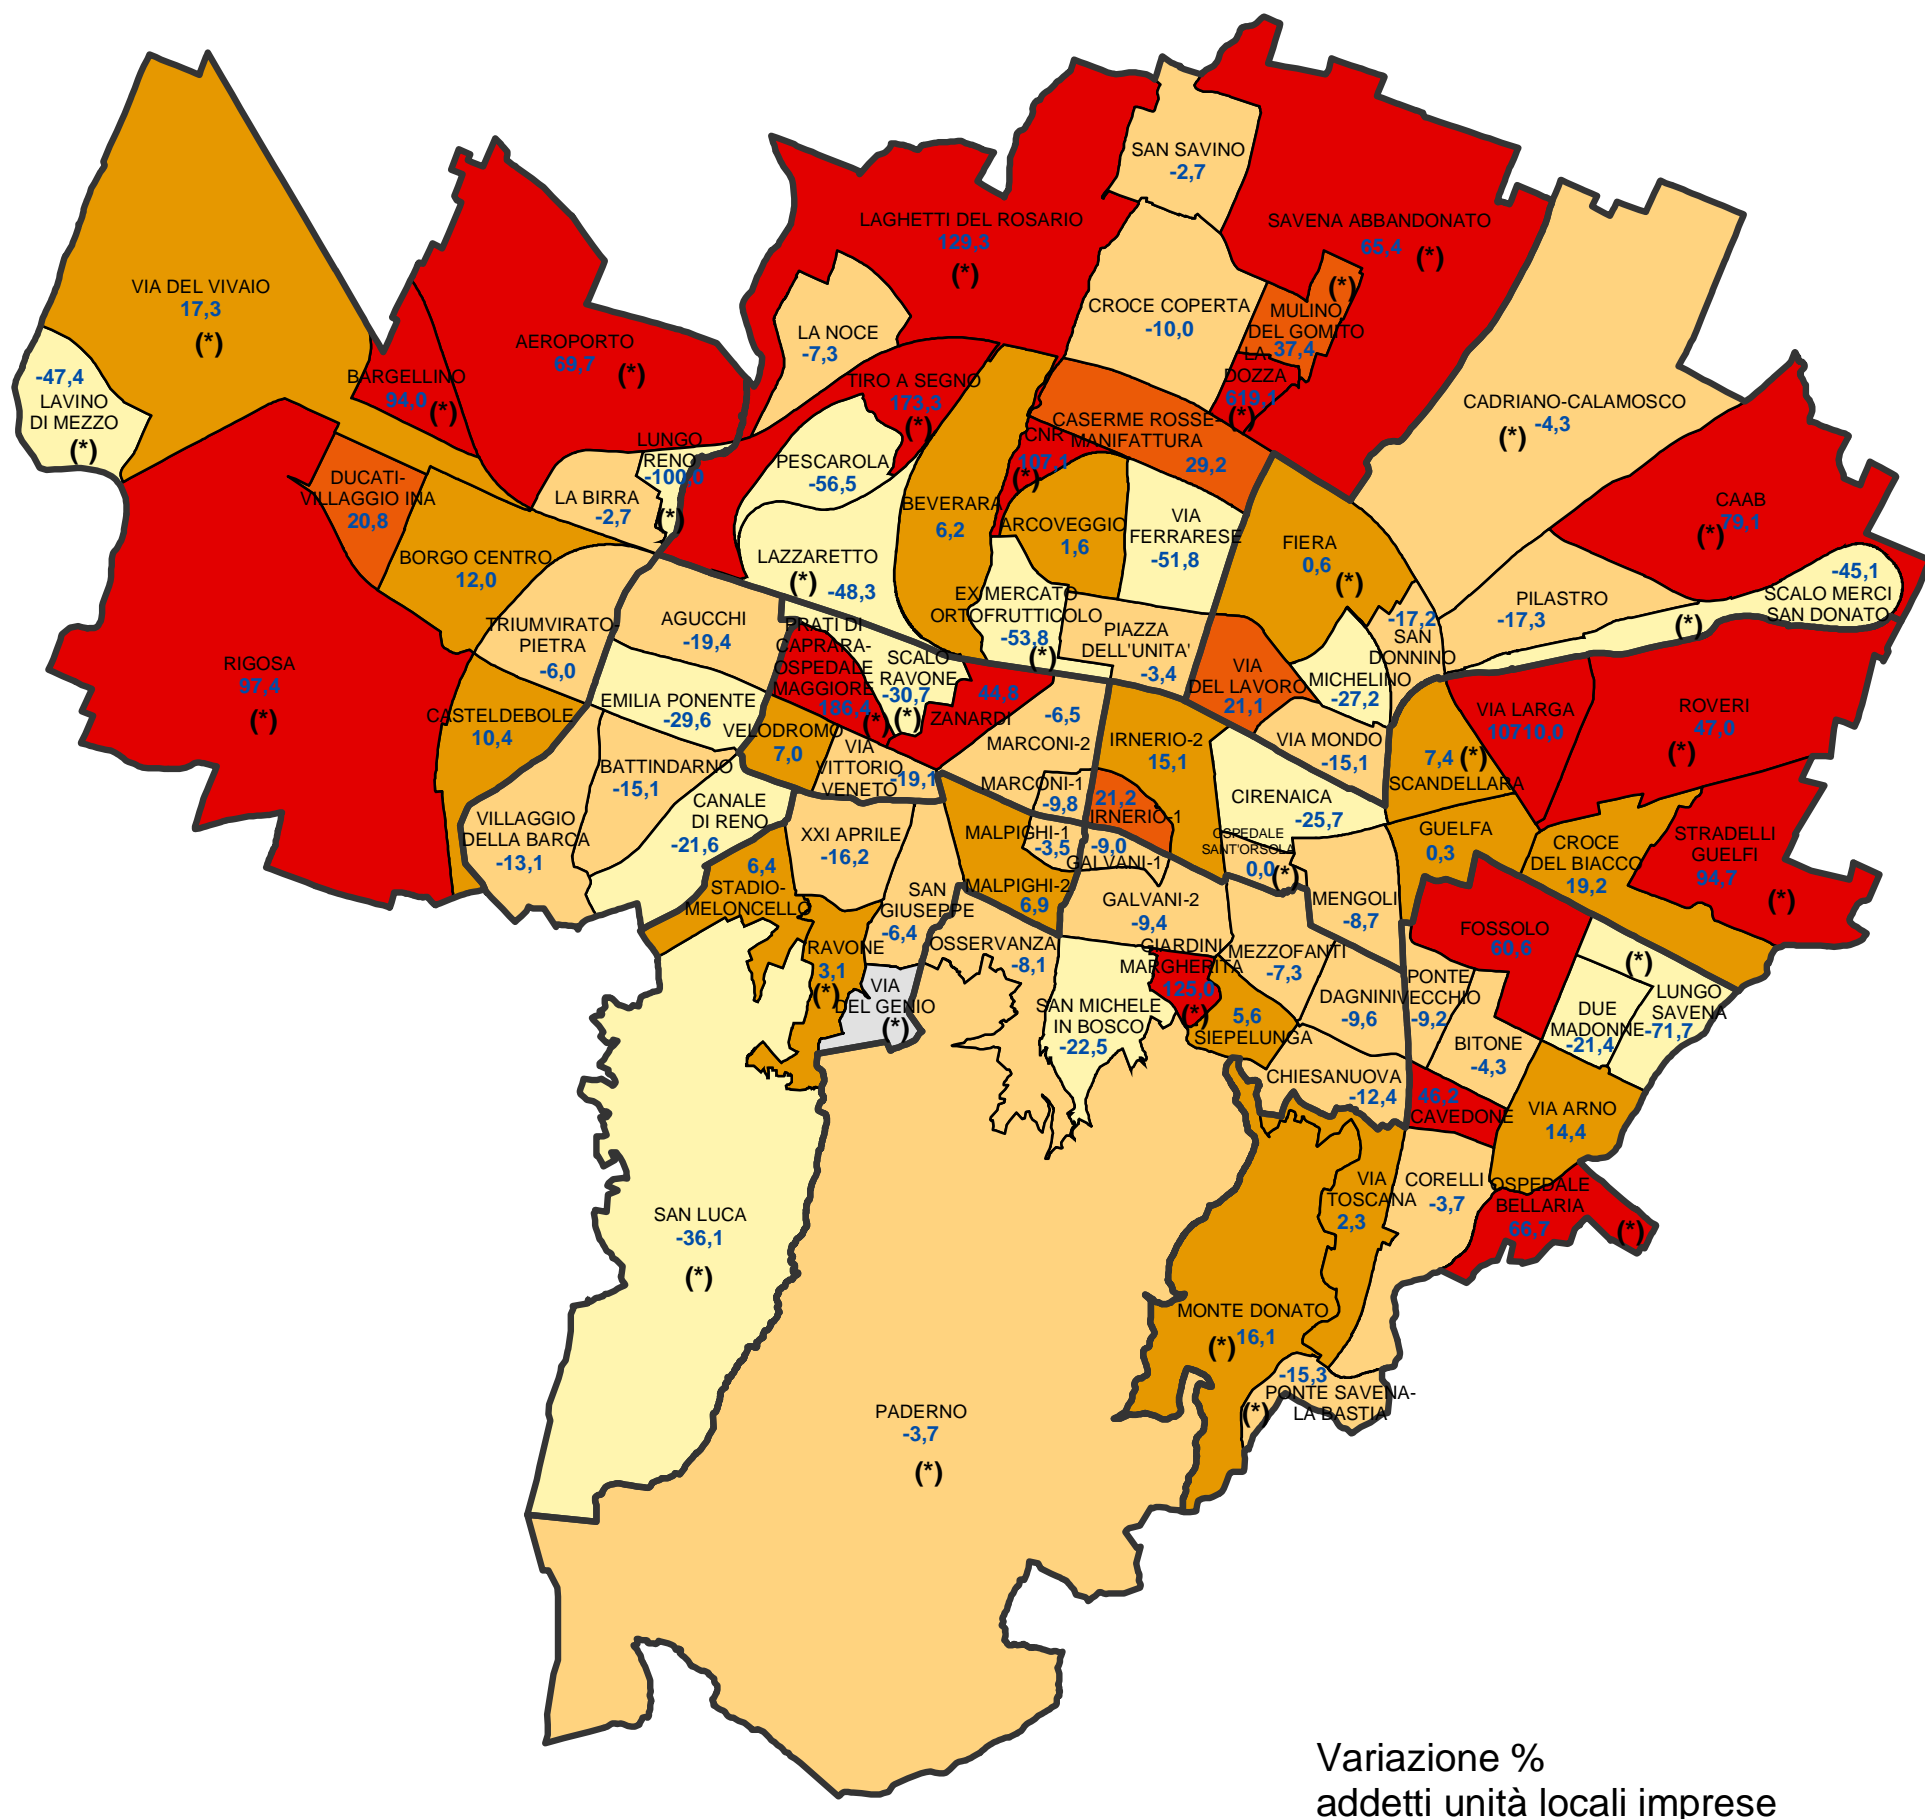 SAN SAVINO
-2,7
LAGHETTI DEL ROSARIO
129,3
(*)
SAVENA ABBANDONATO
65,4
(*)
VIA DEL VIVAIO
17,3
(*)
AEROPORTO
69,7
(*)
LA NOCE
-7,3
CROCE COPERTA
-10,0
(*)
MULINO
DEL GOMITO
37,4
LA
DOZZA
619,1
(*)
-47,4
LAVINO
DI MEZZO
(*)
BARGELLINO
94,0
(*)
TIRO A SEGNO
173,3
(*)
CASERME ROSSE-
MANIFATTURA
29,2
CNR
107,1
(*)
CADRIANO-CALAMOSCO
-4,3
(*)
LUNGO
RENO
-100,0
(*)
PESCAROLA
-56,5
DUCATI-
VILLAGGIO INA
20,8
LA BIRRA
-2,7
BEVERARA
6,2
ARCOVEGGIO
1,6
VIA
FERRARESE
-51,8
FIERA
0,6
(*)
CAAB
79,1
(*)
BORGO CENTRO
12,0
LAZZARETTO
(*)
-48,3
EX MERCATO
ORTOFRUTTICOLO
-53,8
(*)
-45,1
SCALO MERCI
SAN DONATO
(*)
PILASTRO
-17,3
TRIUMVIRATO-
PIETRA
-6,0
AGUCCHI
-19,4
PRATI DI
CAPRARA-
OSPEDALE
MAGGIORE
186,4
(*)
SCALO
RAVONE
-30,7
(*)
PIAZZA
DELL'UNITA'
-3,4
-17,2
SAN
DONNINO
RIGOSA
97,4
(*)
EMILIA PONENTE
-29,6
44,8
ZANARDI
VIA
DEL LAVORO
21,1
MICHELINO
-27,2
CASTELDEBOLE
10,4
VELODROMO
7,0
VIA
VITTORIO
VENETO
-19,1
-6,5
MARCONI-2
IRNERIO-2
15,1
VIA MONDO
-15,1
VIA LARGA
10710,0
ROVERI
47,0
(*)
7,4
(*)
SCANDELLARA
BATTINDARNO
-15,1
MARCONI-1
-9,8
21,2
IRNERIO-1
CIRENAICA
-25,7
CANALE
DI RENO
-21,6
VILLAGGIO
DELLA BARCA
-13,1
XXI APRILE
-16,2
MALPIGHI-1
-3,5
-9,0
GALVANI-1
OSPEDALE
SANT'ORSOLA
0,0
(*)
GUELFA
0,3
CROCE
DEL BIACCO
19,2
STRADELLI
GUELFI
94,7
(*)
6,4
STADIO-
MELONCELLO
SAN
GIUSEPPE
-6,4
MALPIGHI-2
6,9
GALVANI-2
-9,4
MENGOLI
-8,7
FOSSOLO
60,6
RAVONE
3,1
(*)
OSSERVANZA
-8,1
GIARDINI
MARGHERITA
125,0
(*)
MEZZOFANTI
-7,3
(*)
LUNGO
SAVENA
-71,7
VIA
DEL GENIO
(*)
SAN MICHELE
IN BOSCO
-22,5
5,6
SIEPELUNGA
DAGNINI
-9,6
PONTE
VECCHIO
-9,2
DUE
MADONNE
-21,4
BITONE
-4,3
CHIESANUOVA
-12,4
46,2
CAVEDONE
VIA ARNO
14,4
SAN LUCA
-36,1
(*)
VIA
TOSCANA
2,3
CORELLI
-3,7
OSPEDALE
BELLARIA
66,7
(*)
MONTE DONATO
(*)
16,1
-15,3
PONTE SAVENA-
LA BASTIA
(*)
PADERNO
-3,7
(*)
Variazione %
addetti unità locali imprese